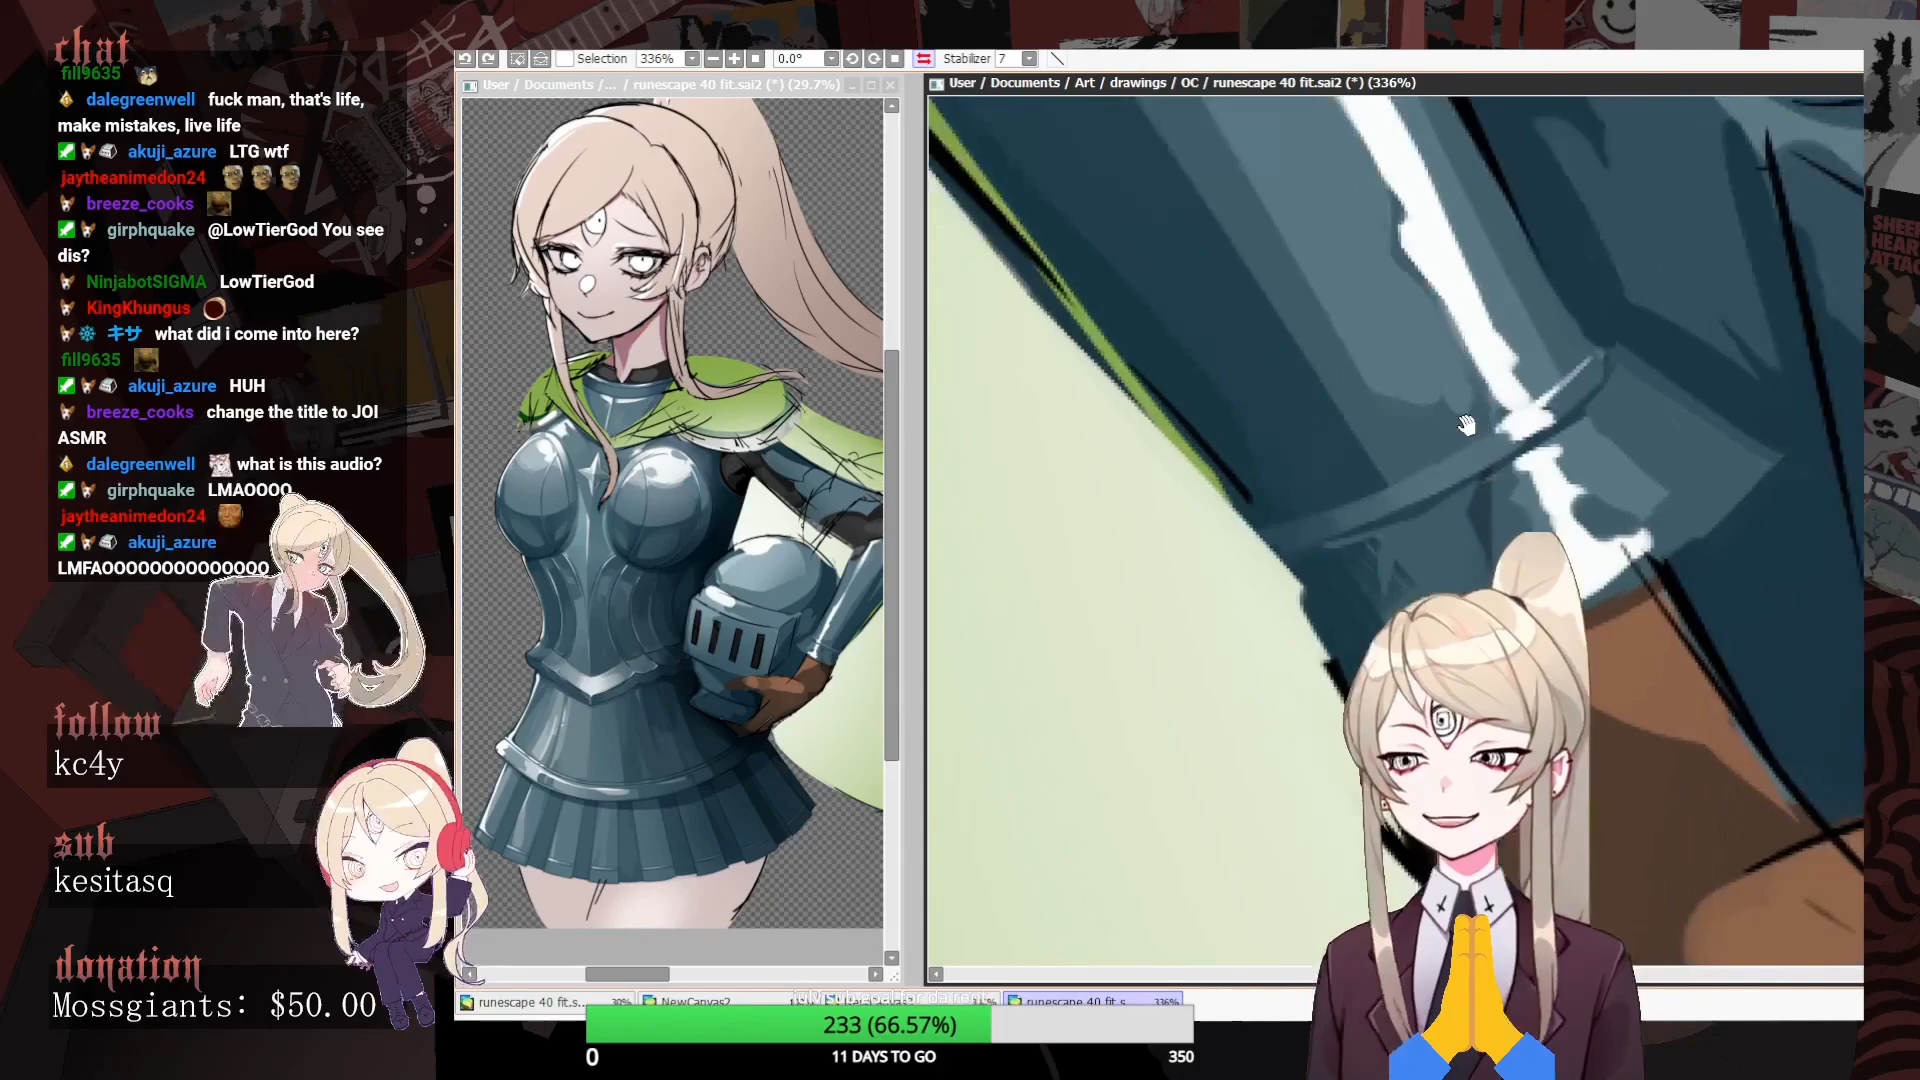 chat
fill9635
dalegreenwell fuck man, that's life,
make mistakes, live life
akuji_azure LTG wtf
jaytheanimedon24
breeze_cooks
girphquake @LowTierGod You see
dis?
NinjabotSIGMA LowTierGod
KingKhungus
キサ what did i come into here?
fill9635
akuji_azure HUH
breeze_cooks change the title to JOI
ASMR
dalegreenwell what is this audio?
girphquake LMAOOOO
jaytheanimedon24
akuji_azure
LMFAOOOOOOOOOOOOO
follow
kc4y
sub
kesitasq
donation
Mossgiants: $50.00
Selection 336% 0.0° Stabilizer 7
User / Documents /... / runescape 40 fit.sai2 (*) (29.7%)
User / Documents / Art / drawings / OC / runescape 40 fit.sai2 (*) (336%)
SHEER
HEART
ATTACK
runescape 40 fit.s... 30% NewCanvas2 runescape 40 fit.s... 336%
233 (66.57%)
0 11 DAYS TO GO 350